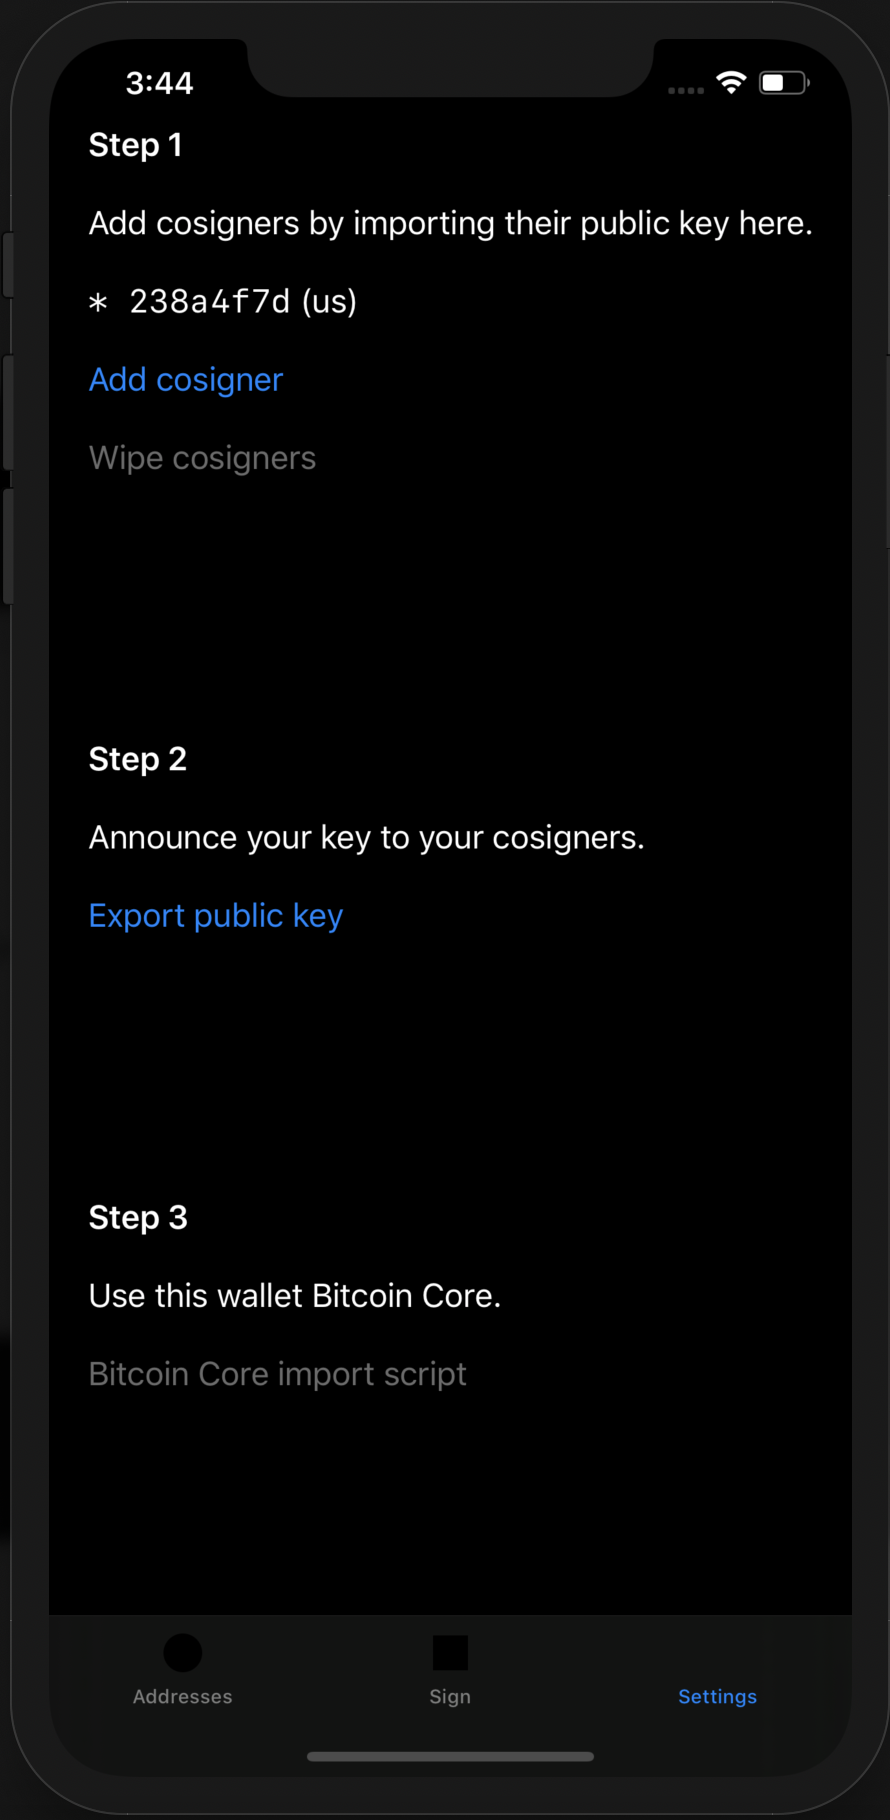 3:44
Step 1
Add cosigners by importing their public key here.
* 238a4f7d (us)
Add cosigner
Wipe cosigners
Step 2
Announce your key to your cosigners.
Export public key
Step 3
Use this wallet Bitcoin Core.
Bitcoin Core import script
Addresses
Sign
Settings